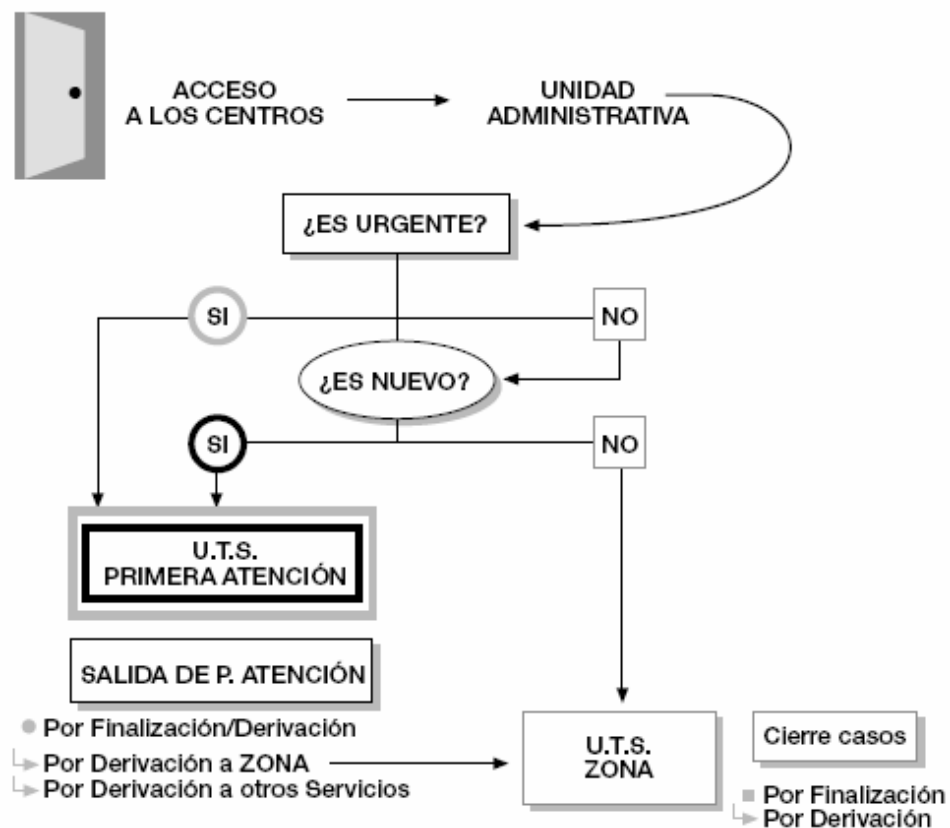 ACCESO
A LOS CENTROS
UNIDAD
ADMINISTRATIVA
¿ES URGENTE?
SI
NO
¿ES NUEVO?
SI
NO
U.T.S.
PRIMERA ATENCIÓN
SALIDA DE P. ATENCIÓN
Por Finalización/Derivación
Por Derivación a ZONA
Por Derivación a otros Servicios
U.T.S.
ZONA
Cierre casos
Por Finalización
Por Derivación